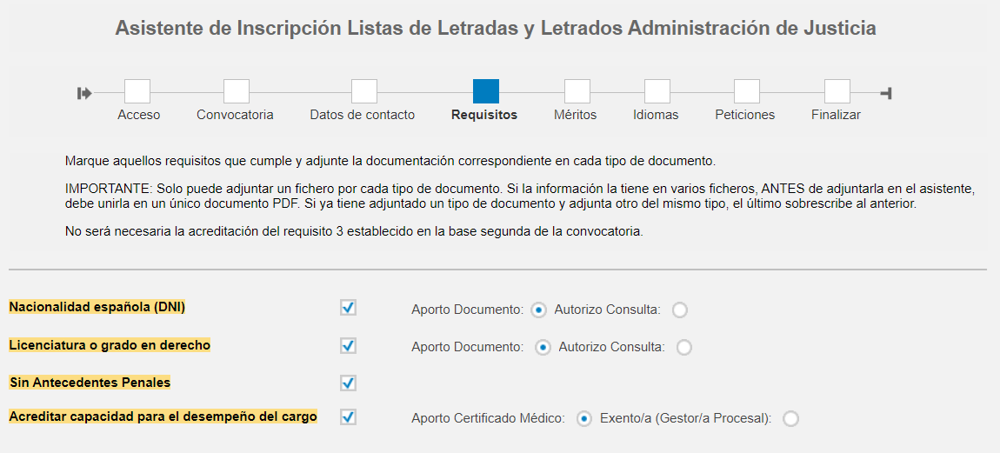 Asistente de Inscripción Listas de Letradas y Letrados Administración de Justicia
Acceso Convocatoria Datos de contacto Requisitos Méritos Idiomas Peticiones Finalizar
Marque aquellos requisitos que cumple y adjunte la documentación correspondiente en cada tipo de documento.
IMPORTANTE: Solo puede adjuntar un fichero por cada tipo de documento. Si la información la tiene en varios ficheros, ANTES de adjuntarla en el asistente,
debe unirla en un único documento PDF. Si ya tiene adjuntado un tipo de documento y adjunta otro del mismo tipo, el último sobrescribe al anterior.
No será necesaria la acreditación del requisito 3 establecido en la base segunda de la convocatoria.
Nacionalidad española (DNI) Aporto Documento: Autorizo Consulta:
Licenciatura o grado en derecho Aporto Documento: Autorizo Consulta:
Sin Antecedentes Penales
Acreditar capacidad para el desempeño del cargo Aporto Certificado Médico: Exento/a (Gestor/a Procesal):